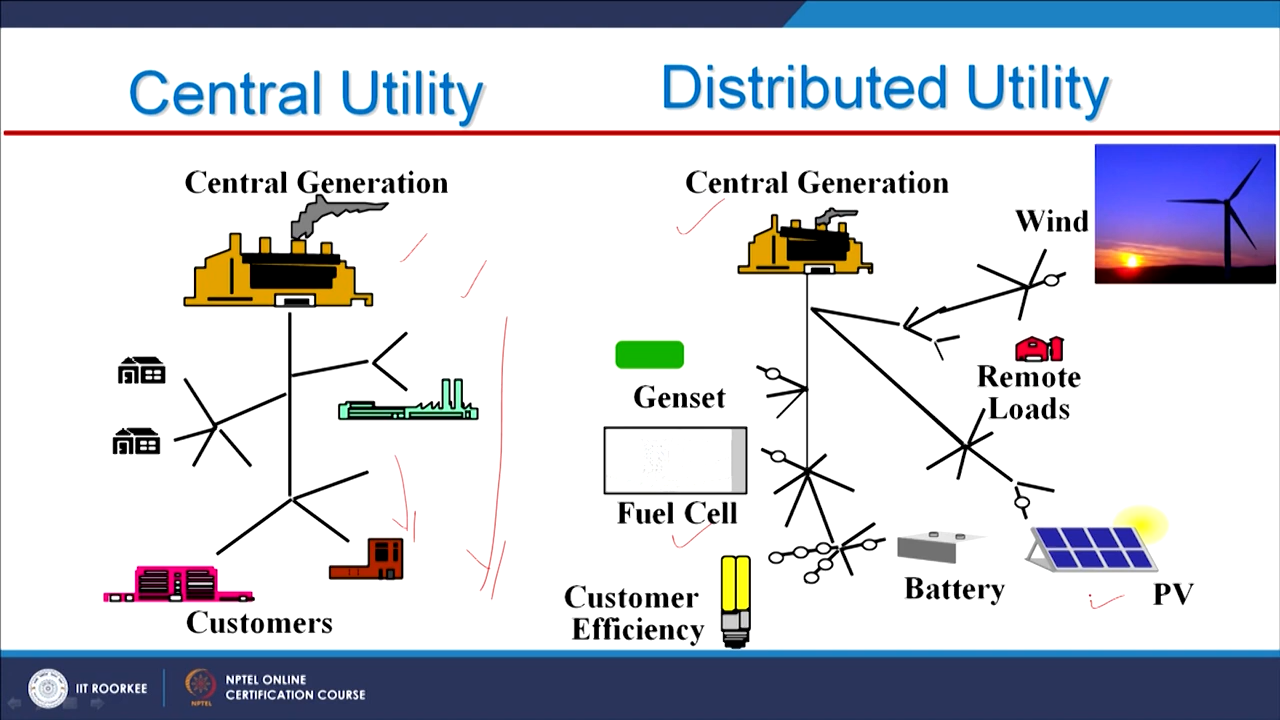 Central Utility
Distributed Utility
Central Generation
Central Generation
Wind
Remote
Loads
Genset
Fuel Cell
Customer
Efficiency
Battery
PV
Customers
IIT ROORKEE
NPTEL ONLINE
CERTIFICATION COURSE
NPTEL